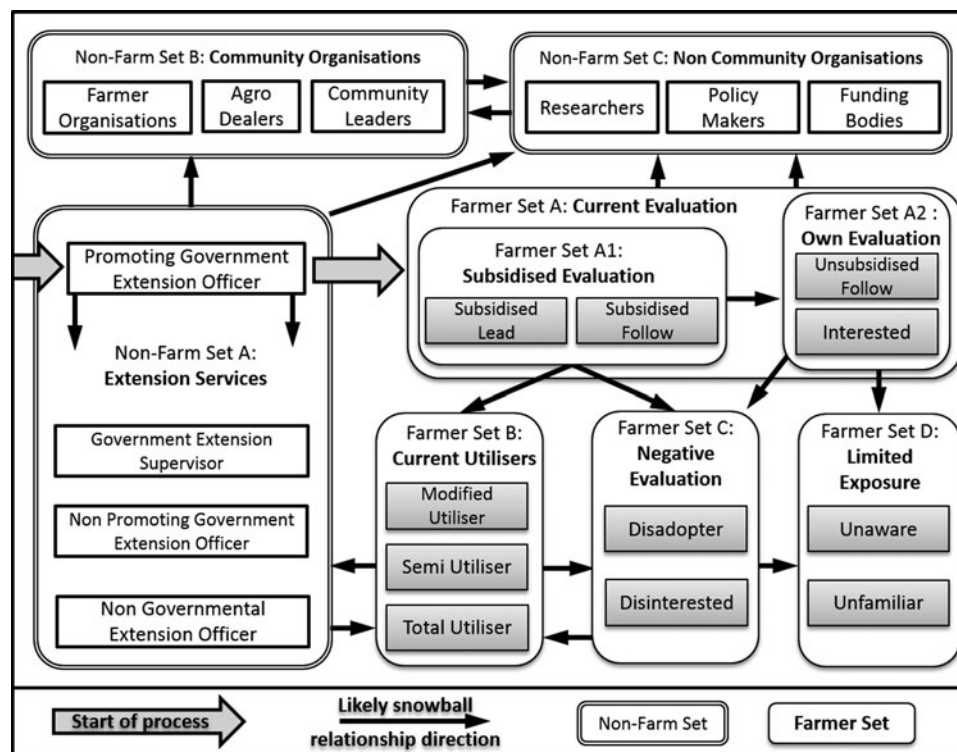 Non-Farm Set B: Community Organisations
Farmer
Organisations
Agro
Dealers
Community
Leaders
Non-Farm Set C: Non Community Organisations
Researchers
Policy
Makers
Funding
Bodies
Promoting Government
Extension Officer
Non-Farm Set A:
Extension Services
Government Extension
Supervisor
Non Promoting Government
Extension Officer
Non Governmental
Extension Officer
Farmer Set A: Current Evaluation
Farmer Set A1:
Subsidised Evaluation
Subsidised
Lead
Subsidised
Follow
Farmer Set A2 :
Own Evaluation
Unsubsidised
Follow
Interested
Farmer Set B:
Current Utilisers
Modified
Utiliser
Semi Utiliser
Total Utiliser
Farmer Set C:
Negative
Evaluation
Disadopter
Disinterested
Farmer Set D:
Limited
Exposure
Unaware
Unfamiliar
Start of process
Likely snowball
relationship direction
Non-Farm Set
Farmer Set